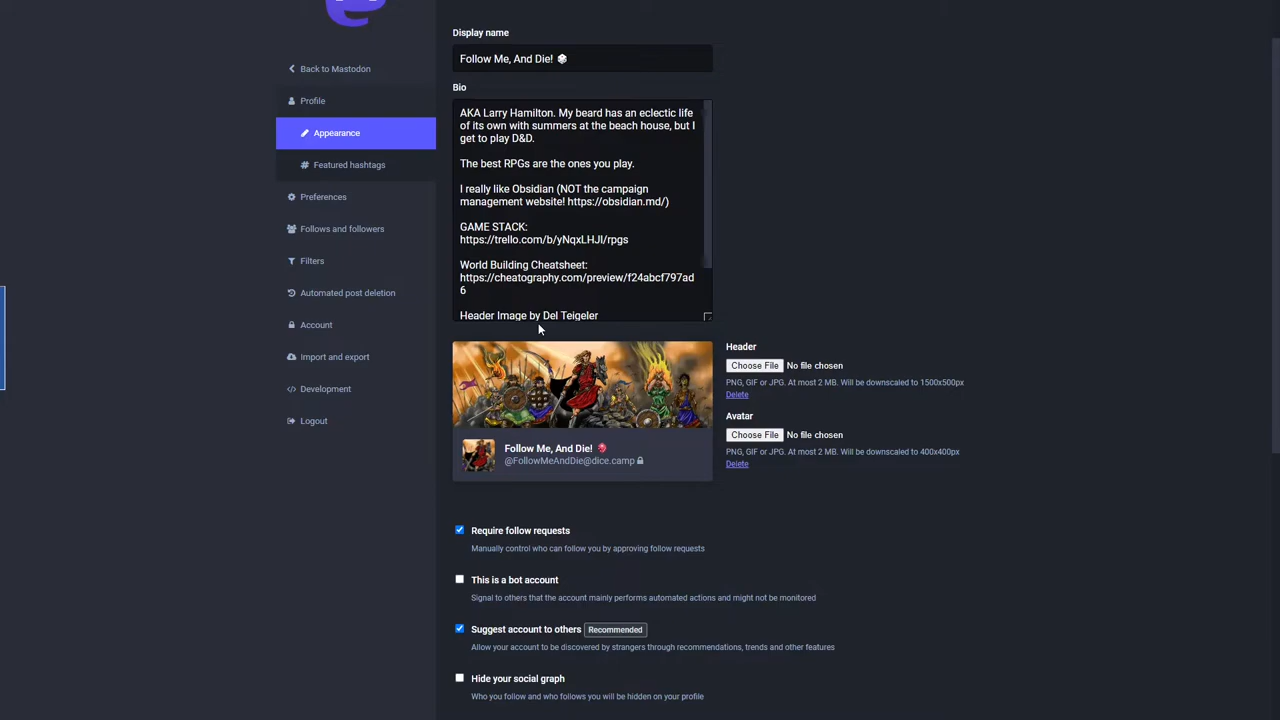 Display name
Follow Me, And Die!
Bio
AKA Larry Hamilton. My beard has an eclectic life
of its own with summers at the beach house, but I
get to play D&D.
The best RPGs are the ones you play.
I really like Obsidian (NOT the campaign
management website! https://obsidian.md/)
GAME STACK:
https://trello.com/b/yNqxLHJI/rpgs
World Building Cheatsheet:
https://cheatography.com/preview/f24abcf797ad
6
Header Image by Del Teigeler
Back to Mastodon
Profile
Appearance
Featured hashtags
Preferences
Follows and followers
Filters
Automated post deletion
Account
Import and export
Development
Logout
Header
Choose File No file chosen
PNG, GIF or JPG. At most 2 MB. Will be downscaled to 1500x500px
Delete
Avatar
Choose File No file chosen
PNG, GIF or JPG. At most 2 MB. Will be downscaled to 400x400px
Delete
Follow Me, And Die!
@FollowMeAndDie@dice.camp
Require follow requests
Manually control who can follow you by approving follow requests
This is a bot account
Signal to others that the account mainly performs automated actions and might not be monitored
Suggest account to others Recommended
Allow your account to be discovered by strangers through recommendations, trends and other features
Hide your social graph
Who you follow and who follows you will be hidden on your profile